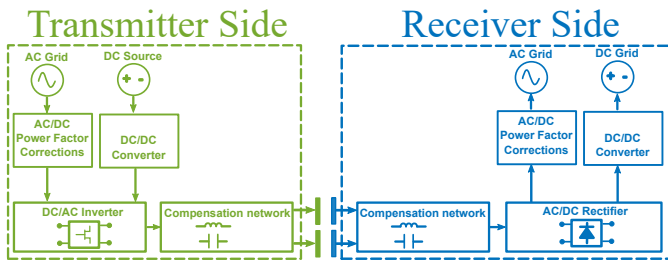 Transmitter Side
AC Grid
DC Source
AC/DC
Power Factor
Corrections
DC/DC
Converter
DC/AC Inverter
Compensation network
Receiver Side
AC Grid
DC Grid
AC/DC
Power Factor
Corrections
DC/DC
Converter
Compensation network
AC/DC Rectifier